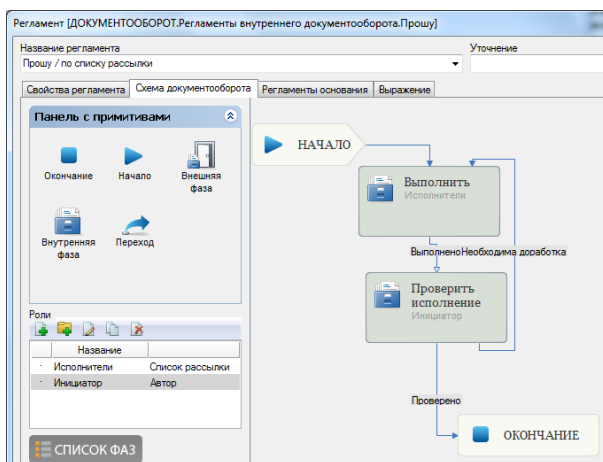 Регламент [ДОКУМЕНТООБОРОТ.Регламенты внутреннего документооборота.Прошу]
Название регламента
Уточнение
Прошу / по списку рассылки
Свойства регламента
Схема документооборота
Регламенты основания
Выражение
Панель с примитивами
Окончание
Начало
Внешняя
фаза
Внутренняя
фаза
Переход
Роли
Название
Исполнители
Список рассылки
Инициатор
Автор
СПИСОК ФАЗ
НАЧАЛО
Выполнить
Исполнители
Выполнено
Необходима доработка
Проверить
исполнение
Инициатор
Проверено
ОКОНЧАНИЕ